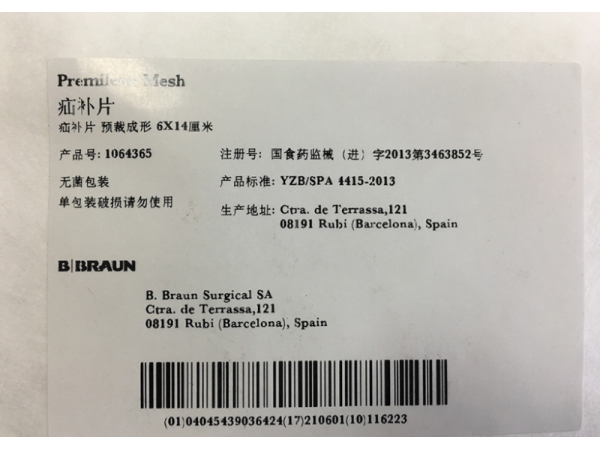 Premilene Mesh
疝补片
疝补片 预裁成形 6X14厘米
产品号: 1064365
注册号: 国食药监械 (进) 字2013第3463852号
无菌包装
产品标准: YZB/SPA 4415-2013
单包装破损请勿使用
生产地址: Ctra. de Terrassa,121
08191 Rubi (Barcelona), Spain
B|BRAUN
B. Braun Surgical SA
Ctra. de Terrassa,121
08191 Rubi (Barcelona), Spain
(01)04045439036424(17)210601(10)116223